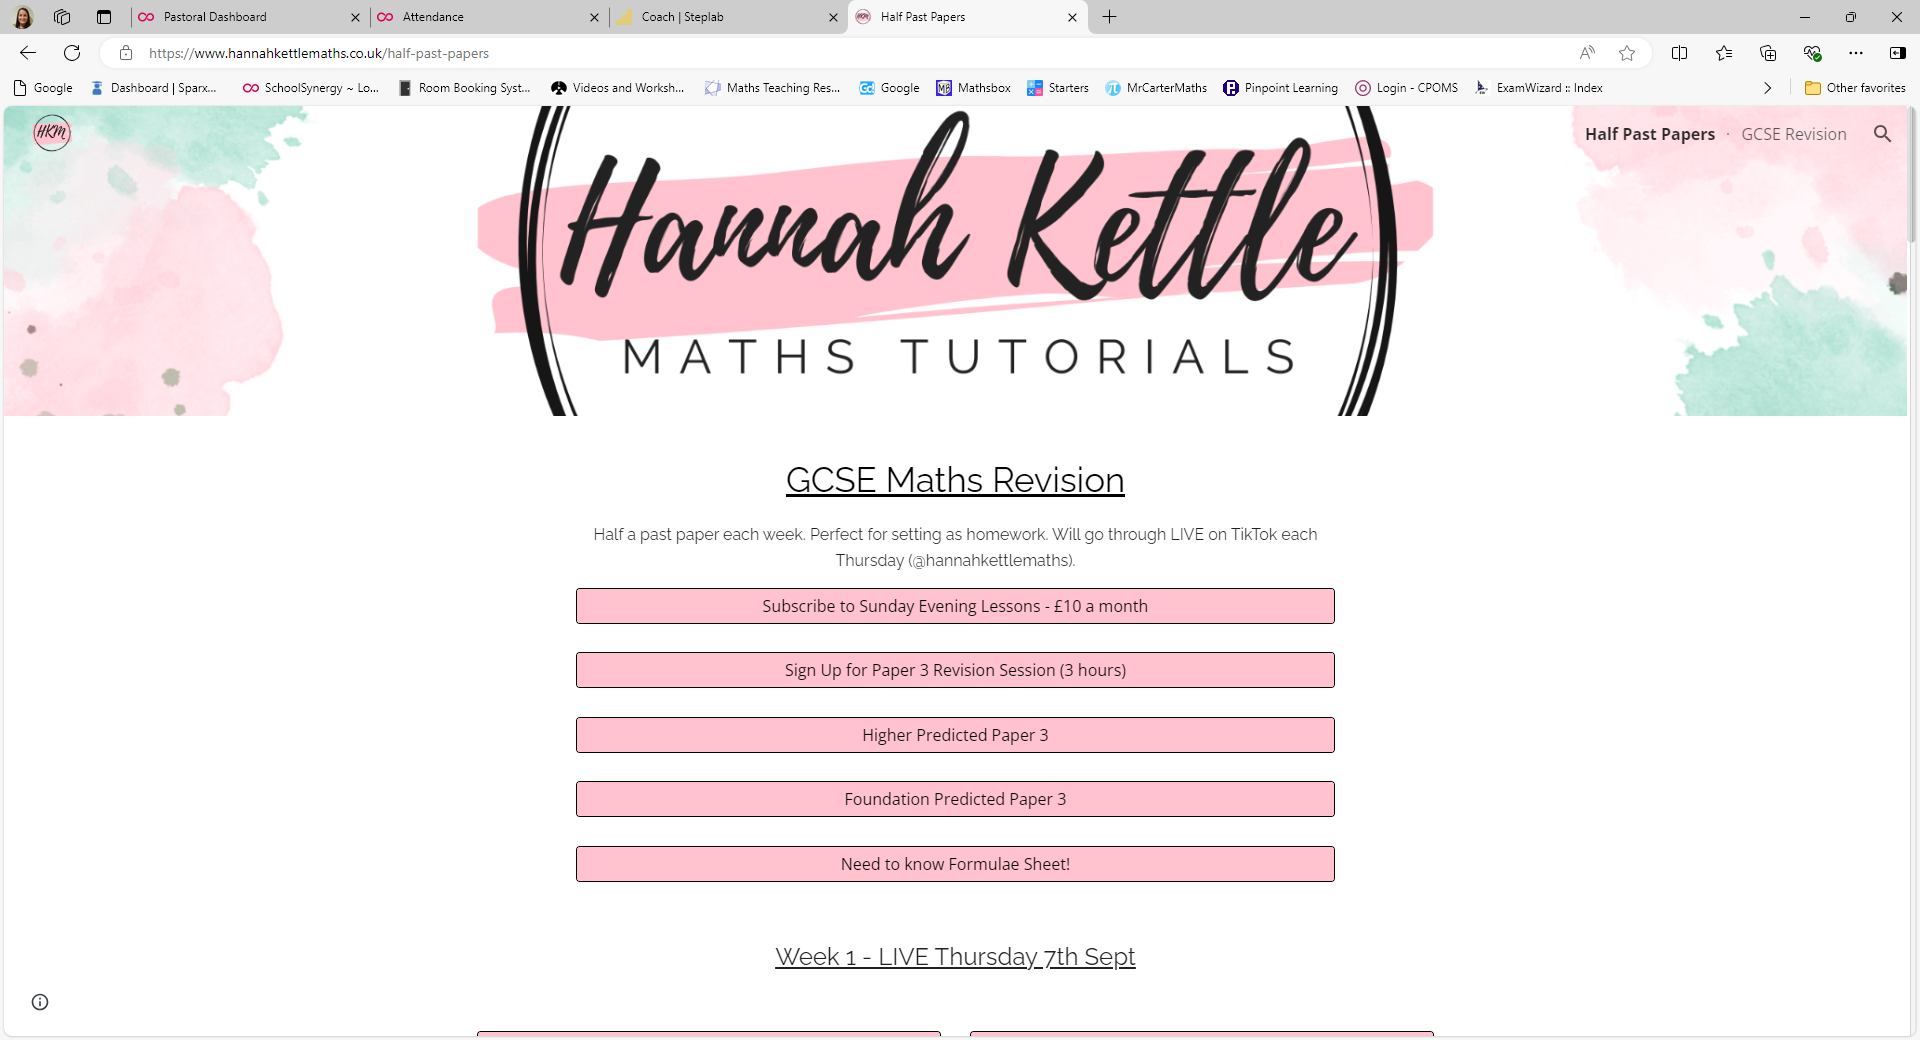 Pastoral Dashboard
Attendance
Coach | Steplab
Half Past Papers
https://www.hannahkettlemaths.co.uk/half-past-papers
Google
Dashboard | Sparx...
SchoolSynergy ~ Lo...
Room Booking Syst...
Videos and Worksh...
Maths Teaching Res...
Google
Mathsbox
Starters
MrCarterMaths
Pinpoint Learning
Login - CPOMS
ExamWizard :: Index
Other favorites
HKM
Half Past Papers · GCSE Revision
Hannah Kettle
MATHS TUTORIALS
GCSE Maths Revision
Half a past paper each week. Perfect for setting as homework. Will go through LIVE on TikTok each
Thursday (@hannahkettlemaths).
Subscribe to Sunday Evening Lessons - £10 a month
Sign Up for Paper 3 Revision Session (3 hours)
Higher Predicted Paper 3
Foundation Predicted Paper 3
Need to know Formulae Sheet!
Week 1 - LIVE Thursday 7th Sept